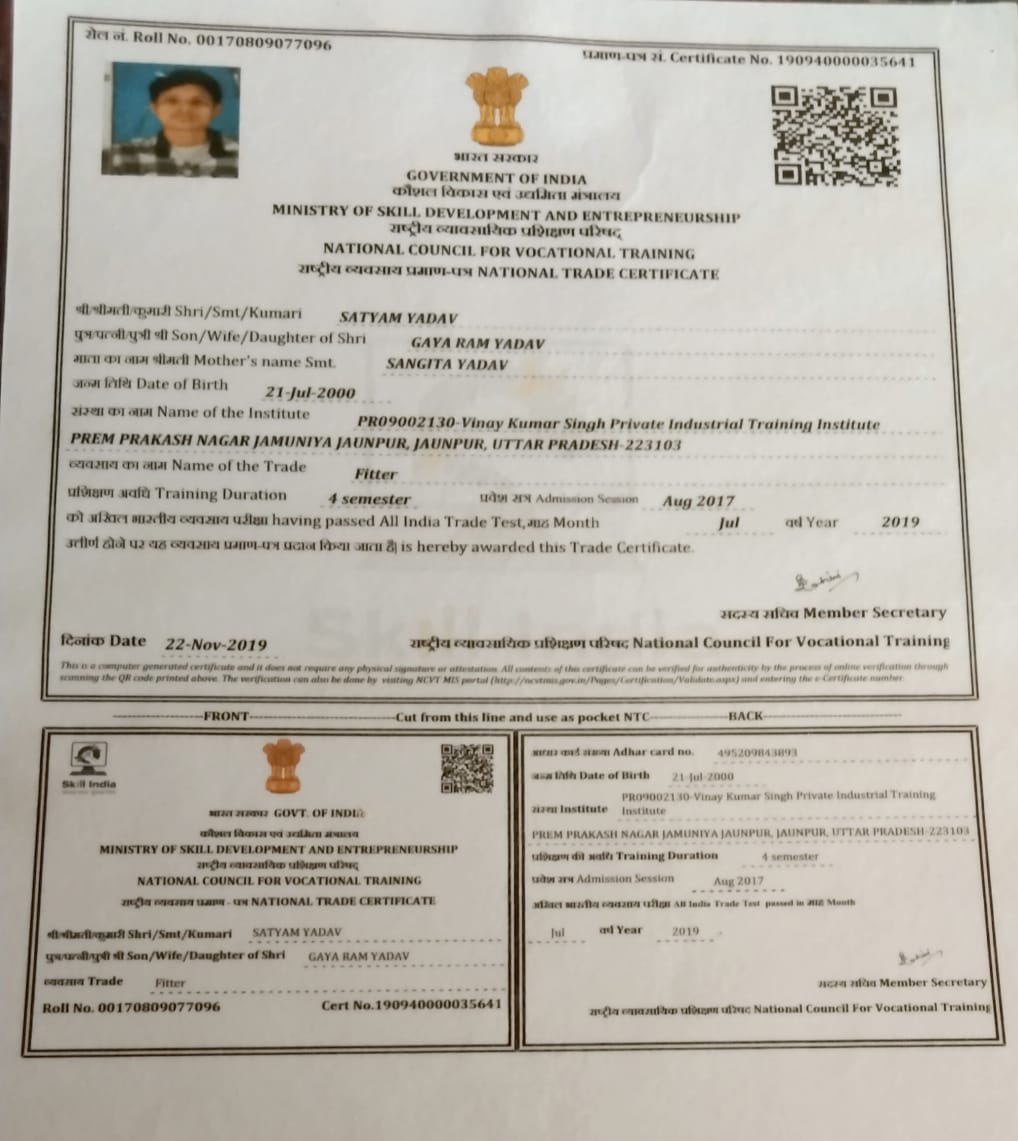 रोल नं. Roll No. 00170809077096
प्रमाण-पत्र सं. Certificate No. 190940000035641
भारत सरकार
GOVERNMENT OF INDIA
कौशल विकास एवं उद्यमिता मंत्रालय
MINISTRY OF SKILL DEVELOPMENT AND ENTREPRENEURSHIP
राष्ट्रीय व्यावसायिक प्रशिक्षण परिषद्
NATIONAL COUNCIL FOR VOCATIONAL TRAINING
राष्ट्रीय व्यवसाय प्रमाण-पत्र NATIONAL TRADE CERTIFICATE
श्री/श्रीमती/कुमारी Shri/Smt/Kumari SATYAM YADAV
पुत्र/पत्नी/पुत्री श्री Son/Wife/Daughter of Shri GAYA RAM YADAV
माता का नाम श्रीमती Mother's name Smt. SANGITA YADAV
जन्म तिथि Date of Birth 21-Jul-2000
संस्था का नाम Name of the Institute PR09002130-Vinay Kumar Singh Private Industrial Training Institute
PREM PRAKASH NAGAR JAMUNIYA JAUNPUR, JAUNPUR, UTTAR PRADESH-223103
व्यवसाय का नाम Name of the Trade Fitter
प्रशिक्षण अवधि Training Duration 4 semester प्रवेश सत्र Admission Session Aug 2017
को अखिल भारतीय व्यवसाय परीक्षा having passed All India Trade Test,माह Month Jul वर्ष Year 2019
उत्तीर्ण होने पर यह व्यवसाय प्रमाण-पत्र प्रदान किया जाता है| is hereby awarded this Trade Certificate.
सदस्य सचिव Member Secretary
दिनांक Date 22-Nov-2019 राष्ट्रीय व्यावसायिक प्रशिक्षण परिषद National Council For Vocational Training
This is a computer generated certificate and it does not require any physical signature or attestation. All contents of this certificate can be verified for authenticity by the process of online verification through
scanning the QR code printed above. The verification can also be done by visiting NCVT MIS portal (http://ncvtmis.gov.in/Pages/Certification/Validate.aspx) and entering the e-Certificate number.
FRONT Cut from this line and use as pocket NTC BACK
Skill India
भारत सरकार GOVT. OF INDIA
कौशल विकास एवं उद्यमिता मंत्रालय
MINISTRY OF SKILL DEVELOPMENT AND ENTREPRENEURSHIP
राष्ट्रीय व्यावसायिक प्रशिक्षण परिषद्
NATIONAL COUNCIL FOR VOCATIONAL TRAINING
राष्ट्रीय व्यवसाय प्रमाण - पत्र NATIONAL TRADE CERTIFICATE
श्री/श्रीमती/कुमारी Shri/Smt/Kumari SATYAM YADAV
पुत्र/पत्नी/पुत्री श्री Son/Wife/Daughter of Shri GAYA RAM YADAV
व्यवसाय Trade Fitter
Roll No. 00170809077096 Cert No.190940000035641
आधार कार्ड संख्या Adhar card no. 495209843893
जन्म तिथि Date of Birth 21-Jul-2000
संस्था Institute PR09002130-Vinay Kumar Singh Private Industrial Training
Institute
PREM PRAKASH NAGAR JAMUNIYA JAUNPUR, JAUNPUR, UTTAR PRADESH-223103
प्रशिक्षण की अवधि Training Duration 4 semester
प्रवेश सत्र Admission Session Aug 2017
अखिल भारतीय व्यवसाय परीक्षा All India Trade Test passed in माह Month
Jul वर्ष Year 2019
सदस्य सचिव Member Secretary
राष्ट्रीय व्यावसायिक प्रशिक्षण परिषद National Council For Vocational Training